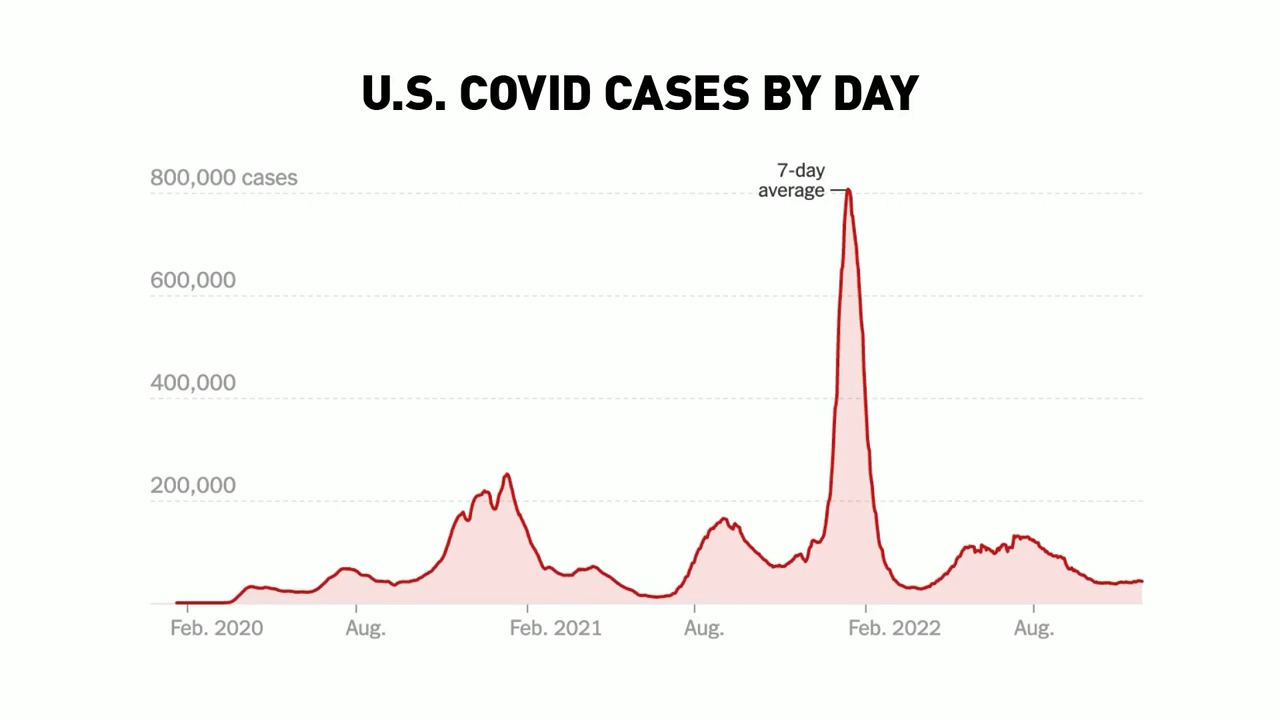 U.S. COVID CASES BY DAY
7-day
average
800,000 cases
600,000
400,000
200,000
Feb. 2020
Aug.
Feb. 2021
Aug.
Feb. 2022
Aug.